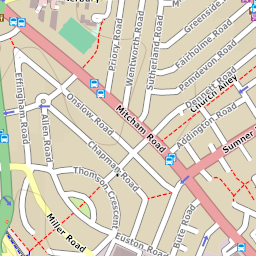 Greenside
Priory Road
Wentworth Road
Sutherland Road
Fairholme Road
Pemdevon Road
Dennett Road
Church Alley
Effingham Road
Allen Road
Onslow Road
Mitcham Road
Addington Road
Sumner
Chapman Road
Thomson Crescent
Miller Road
Euston Road
Bute Road